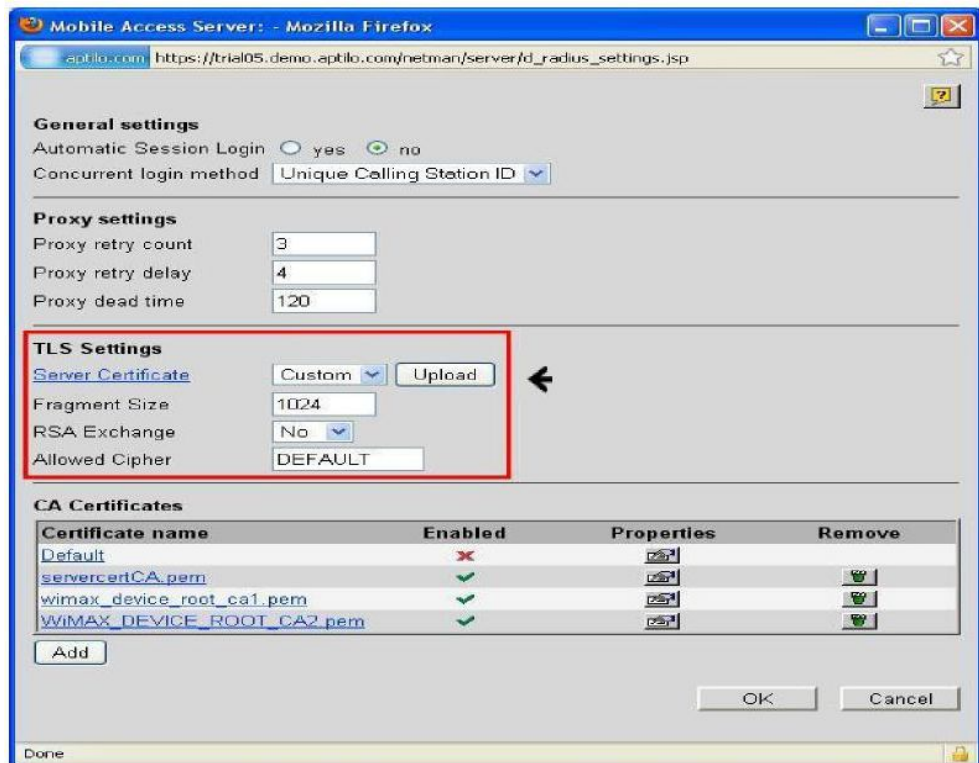 Mobile Access Server: - Mozilla Firefox
aptilo.com https://trial05.demo.aptilo.com/netman/server/d_radius_settings.jsp
?
General settings
Automatic Session Login yes no
Concurrent login method Unique Calling Station ID
Proxy settings
Proxy retry count 3
Proxy retry delay 4
Proxy dead time 120
TLS Settings
Server Certificate Custom Upload
Fragment Size 1024
RSA Exchange No
Allowed Cipher DEFAULT
CA Certificates
Certificate name Enabled Properties Remove
Default
servercertCA.pem
wimax_device_root_ca1.pem
WiMAX_DEVICE_ROOT_CA2.pem
Add
OK Cancel
Done